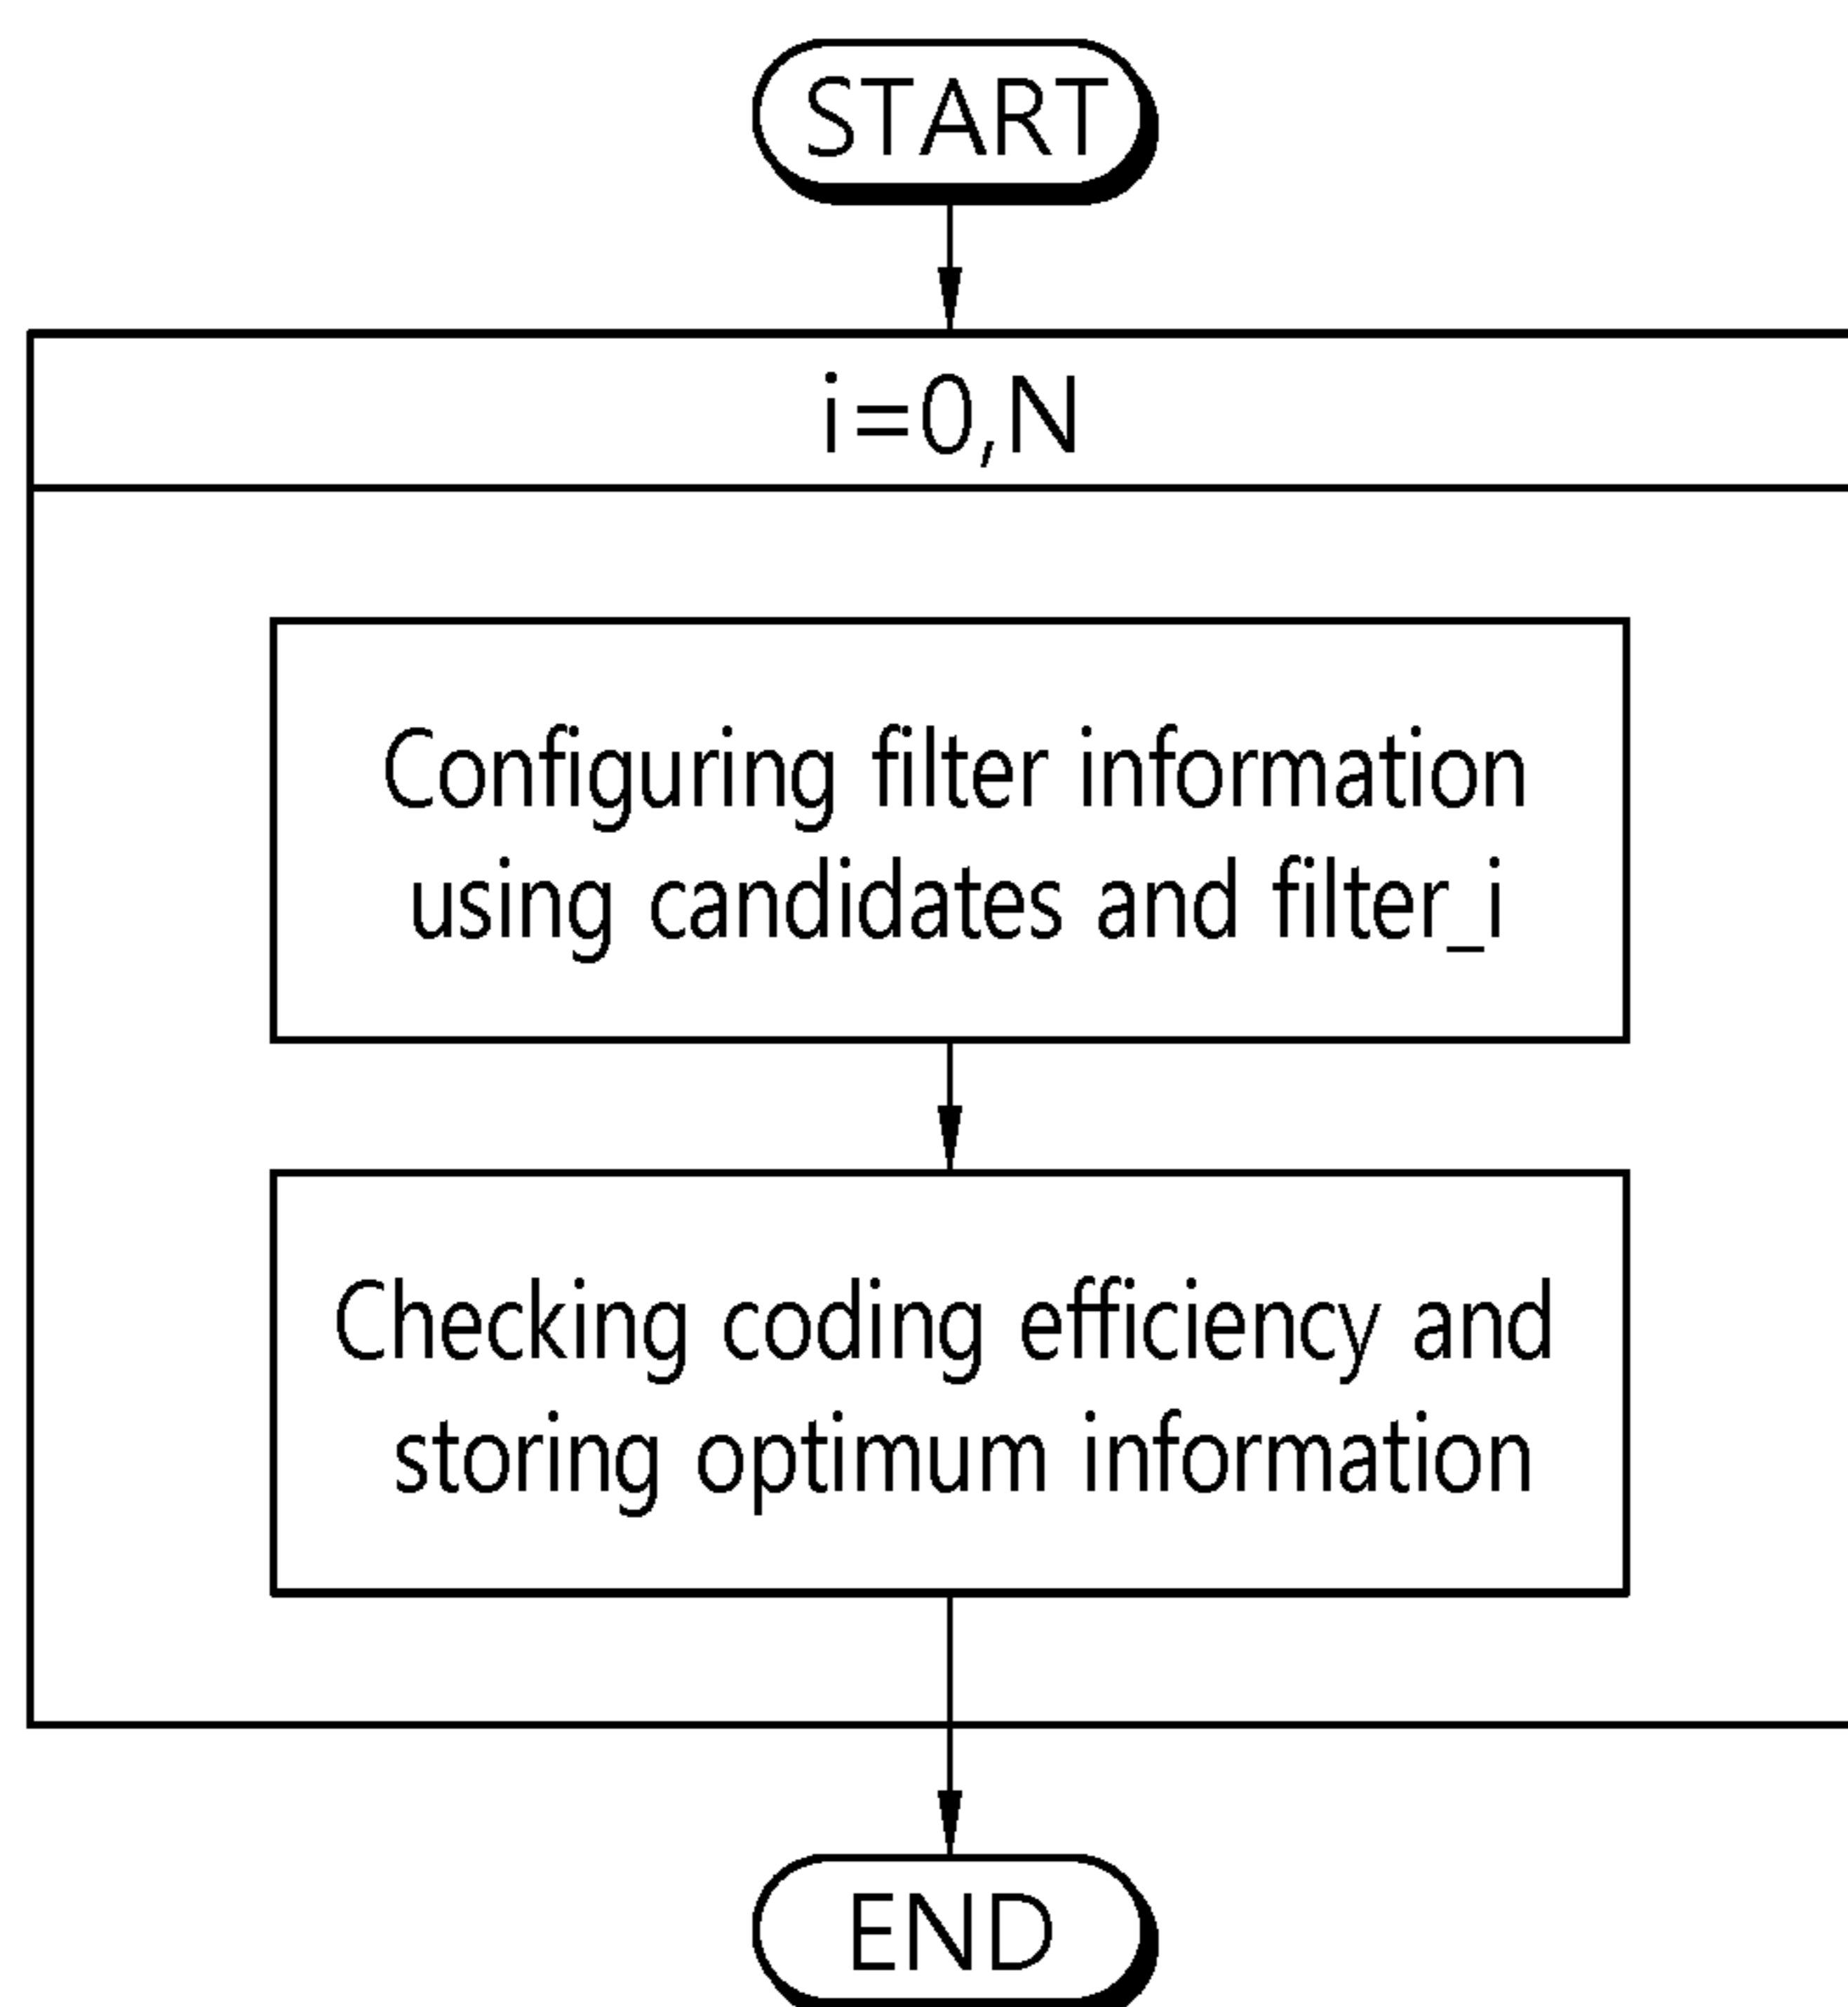 START
i=0,N
Configuring filter information
using candidates and filter_i
Checking coding efficiency and
storing optimum information
END